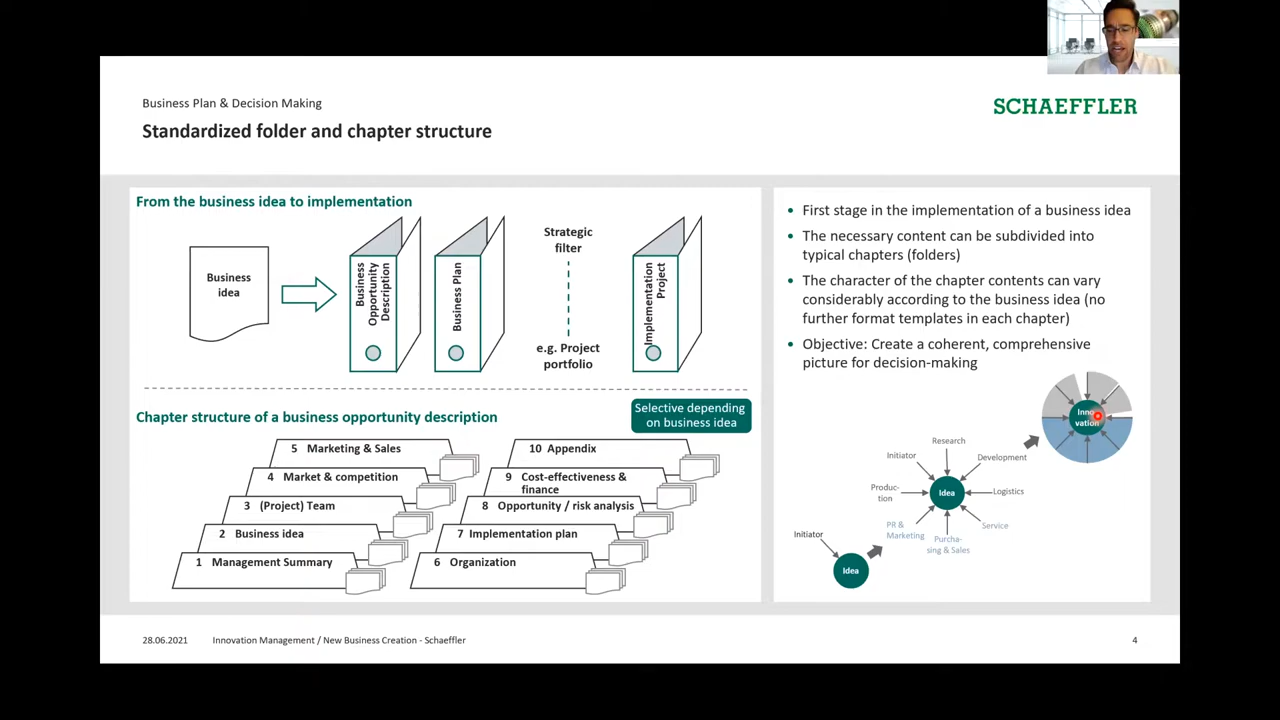 Business Plan & Decision Making
Standardized folder and chapter structure
SCHAEFFLER
From the business idea to implementation
Business
idea
Business
Opportunity
Description
Business Plan
Strategic
filter
e.g. Project
portfolio
Implementation
Project
Chapter structure of a business opportunity description
Selective depending
on business idea
5 Marketing & Sales
4 Market & competition
3 (Project) Team
2 Business idea
1 Management Summary
10 Appendix
9 Cost-effectiveness &
finance
8 Opportunity / risk analysis
7 Implementation plan
6 Organization
• First stage in the implementation of a business idea
• The necessary content can be subdivided into
typical chapters (folders)
• The character of the chapter contents can vary
considerably according to the business idea (no
further format templates in each chapter)
• Objective: Create a coherent, comprehensive
picture for decision-making
Inno-
vation
Research
Initiator
Development
Produc-
tion
Idea
Logistics
PR &
Marketing
Purcha-
sing & Sales
Service
Initiator
Idea
28.06.2021 Innovation Management / New Business Creation - Schaeffler
4